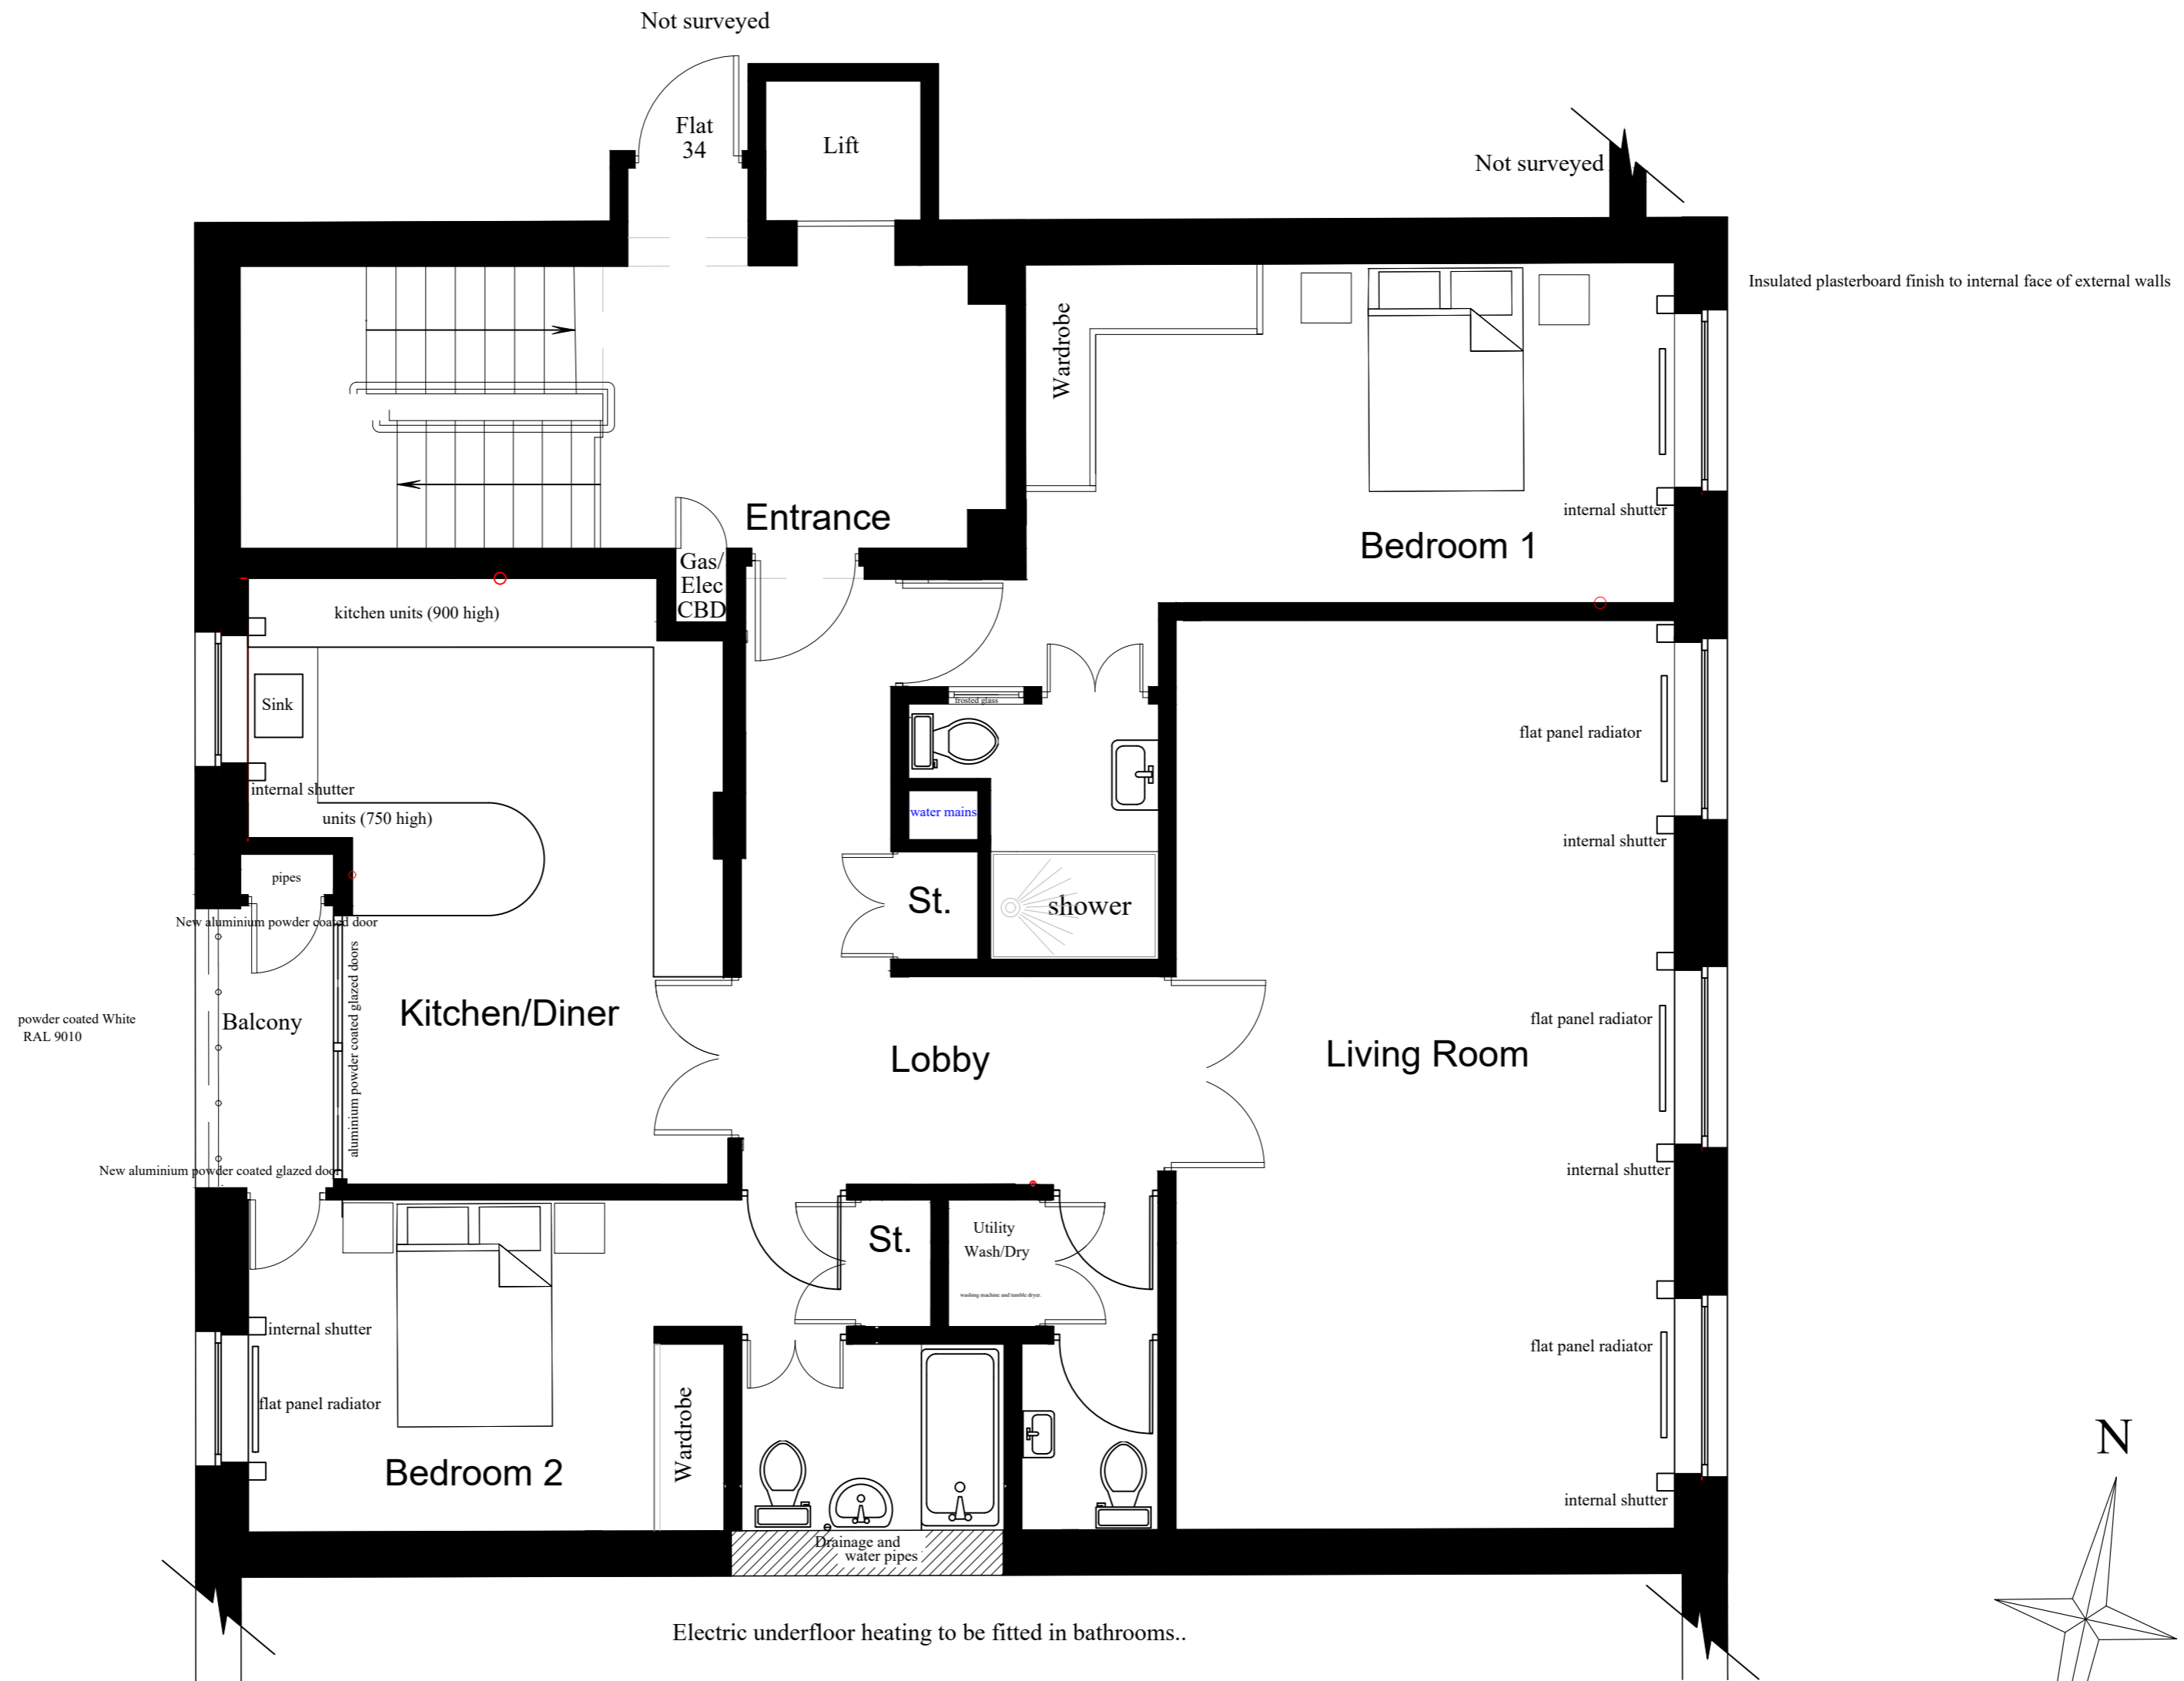 Not surveyed
Flat
34
Lift
Not surveyed
Insulated plasterboard finish to internal face of external walls
Wardrobe
internal shutter
Entrance
Bedroom 1
Gas/
Elec
CBD
kitchen units (900 high)
Sink
frosted glass
flat panel radiator
internal shutter
units (750 high)
water mains
internal shutter
pipes
St.
shower
New aluminium powder coated door
aluminium powder coated glazed doors
powder coated White
RAL 9010
Balcony
Kitchen/Diner
Lobby
Living Room
flat panel radiator
New aluminium powder coated glazed door
internal shutter
St.
Utility
Wash/Dry
washing machine and tumble dryer.
internal shutter
flat panel radiator
flat panel radiator
Wardrobe
Bedroom 2
N
internal shutter
Drainage and
water pipes
Electric underfloor heating to be fitted in bathrooms..